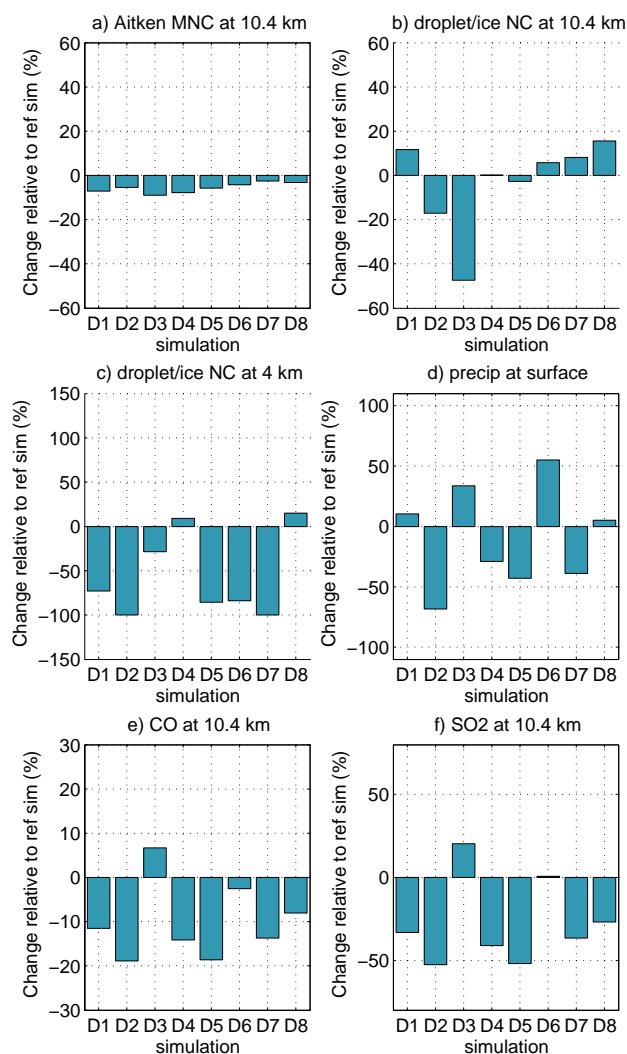 a) Aitken MNC at 10.4 km
Change relative to ref sim (%)
60
40
20
0
−20
−40
−60
D1 D2 D3 D4 D5 D6 D7 D8
simulation
b) droplet/ice NC at 10.4 km
Change relative to ref sim (%)
60
40
20
0
−20
−40
−60
D1 D2 D3 D4 D5 D6 D7 D8
simulation
c) droplet/ice NC at 4 km
Change relative to ref sim (%)
150
100
50
0
−50
−100
−150
D1 D2 D3 D4 D5 D6 D7 D8
simulation
d) precip at surface
Change relative to ref sim (%)
100
50
0
−50
−100
D1 D2 D3 D4 D5 D6 D7 D8
simulation
e) CO at 10.4 km
Change relative to ref sim (%)
30
20
10
0
−10
−20
−30
D1 D2 D3 D4 D5 D6 D7 D8
simulation
f) SO2 at 10.4 km
Change relative to ref sim (%)
50
0
−50
D1 D2 D3 D4 D5 D6 D7 D8
simulation